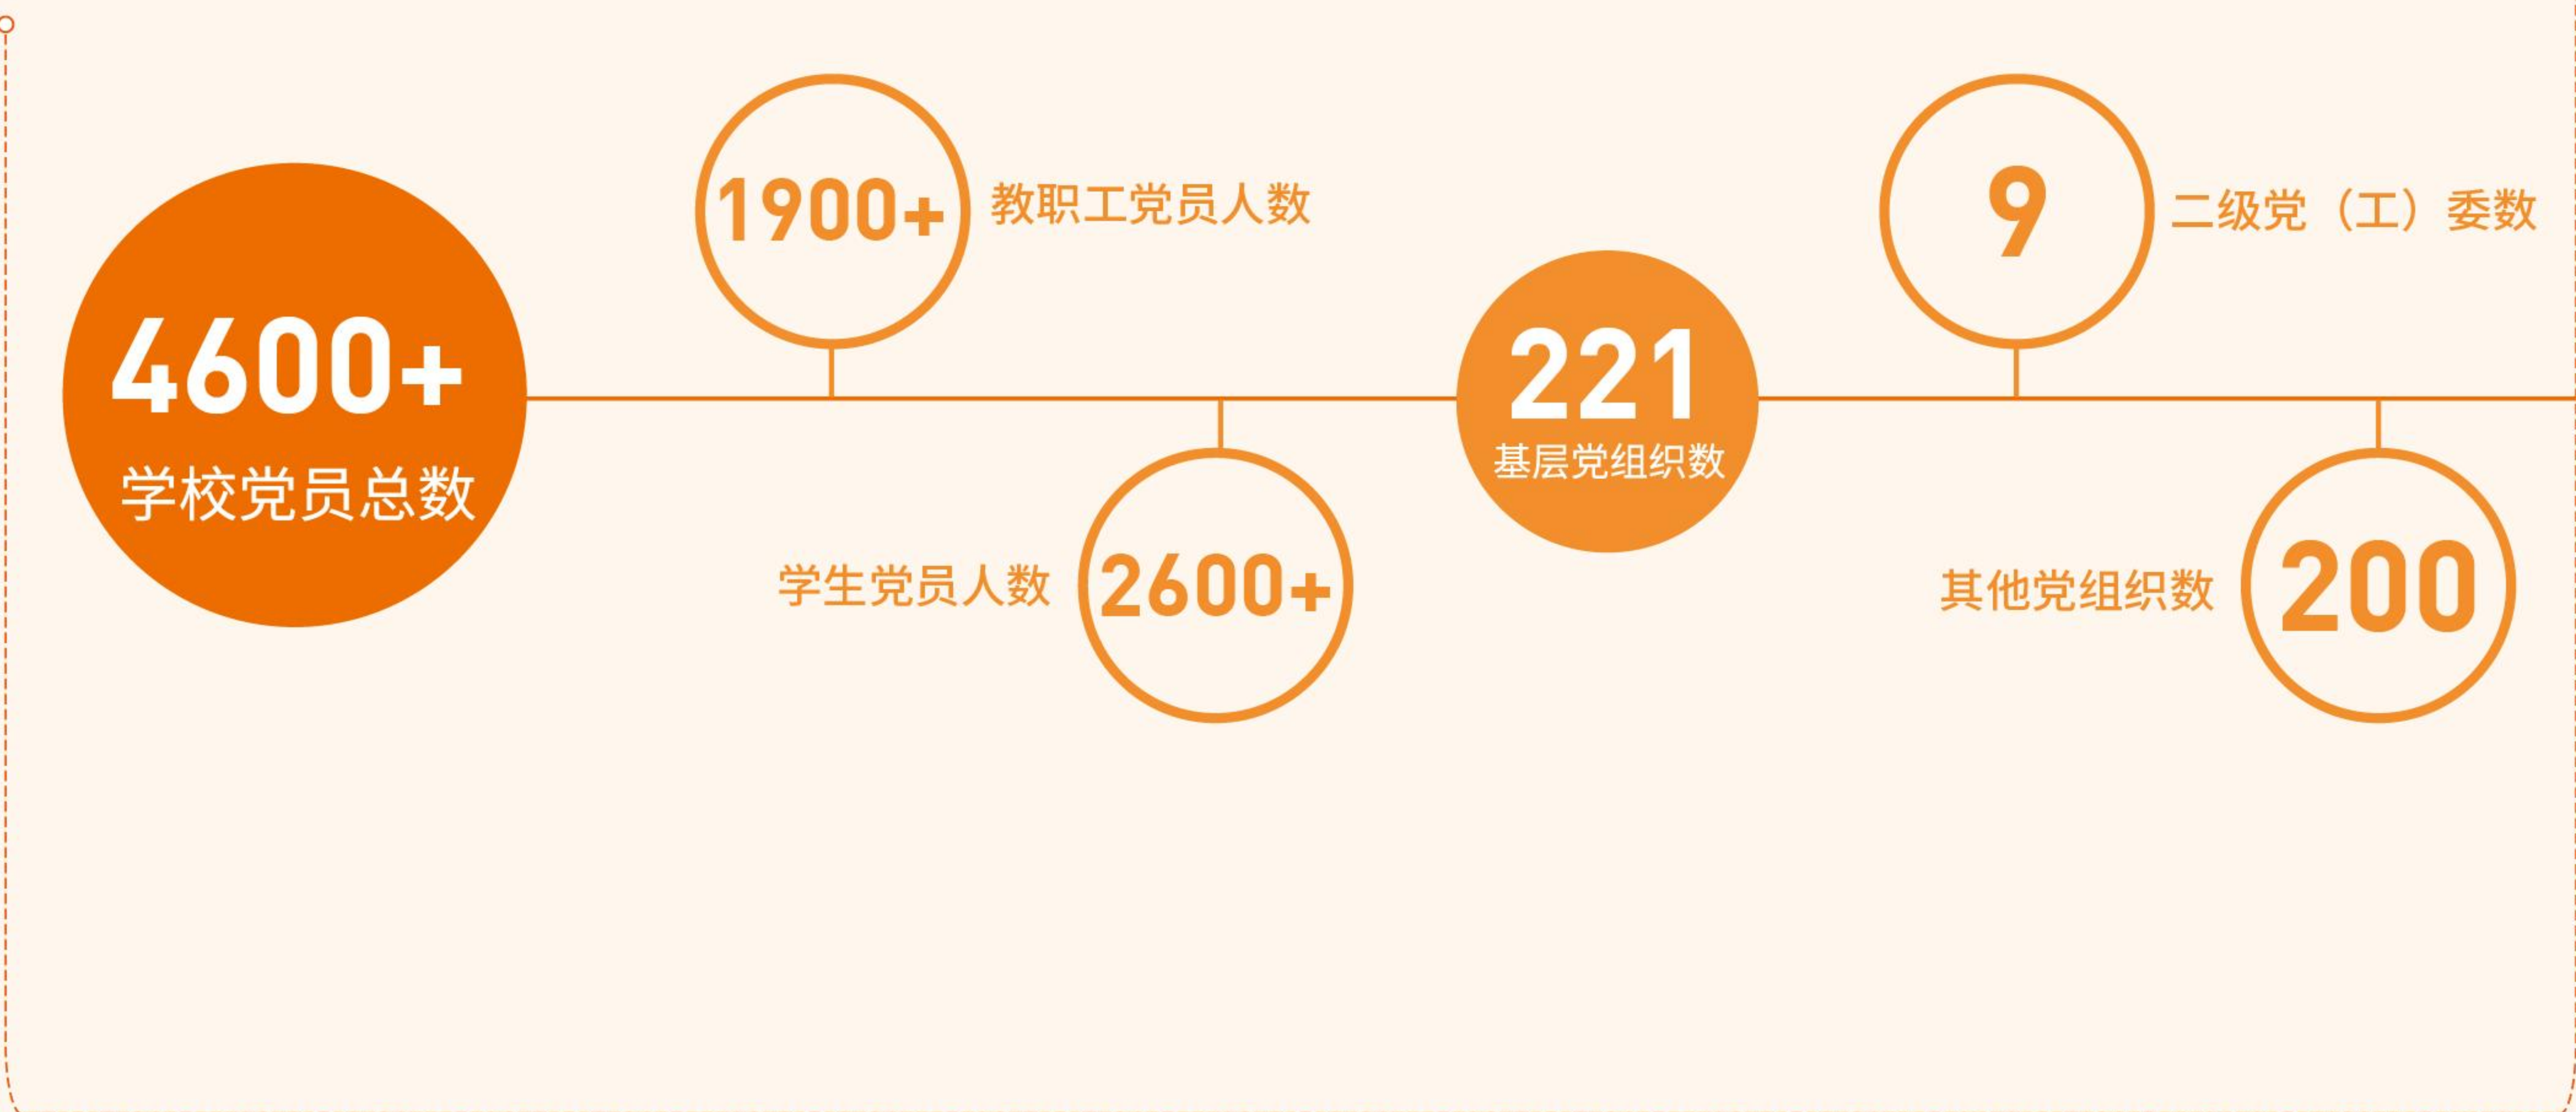 4600+
学校党员总数
1900+
教职工党员人数
学生党员人数
2600+
221
基层党组织数
9
二级党（工）委数
其他党组织数
200